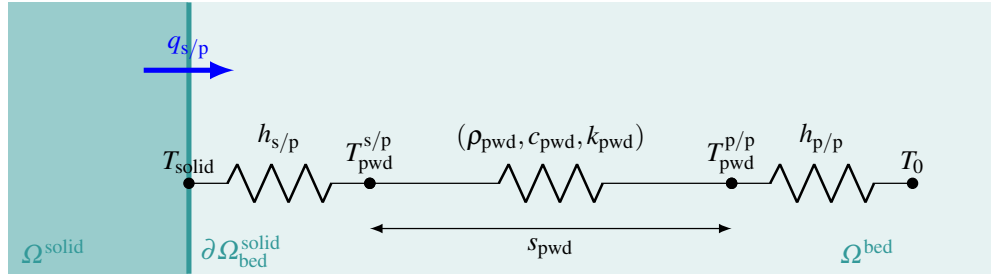 q_{s/p}
h_{s/p} (ρ_{pwd}, c_{pwd}, k_{pwd}) h_{p/p}
T_{solid} T_{pwd}^{s/p} T_{pwd}^{p/p} T_0
s_{pwd}
Ω^{solid} ∂Ω_{bed}^{solid} Ω^{bed}